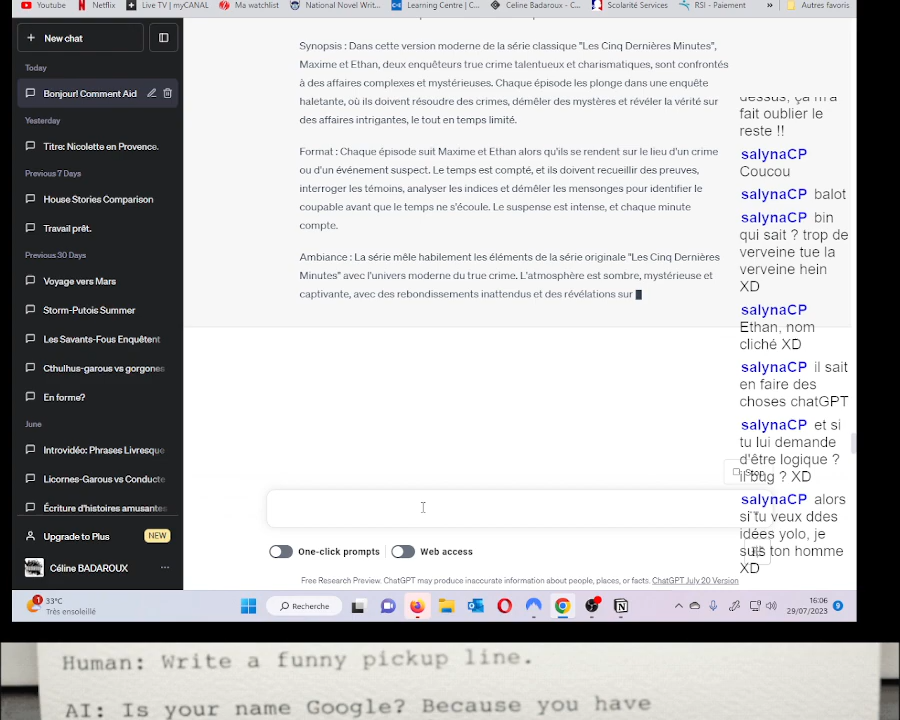 Youtube
Netflix
Live TV | myCANAL
Ma watchlist
National Novel Writ...
Learning Centre | C...
Celine Badaroux - C...
Scolarité Services
RSI - Paiement
»
Autres favoris
+ New chat
Today
Bonjour! Comment Aid
Yesterday
Titre: Nicolette en Provence.
Previous 7 Days
House Stories Comparison
Travail prêt.
Previous 30 Days
Voyage vers Mars
Storm-Putois Summer
Les Savants-Fous Enquêtent
Cthulhus-garous vs gorgone
En forme?
June
Introvidéo: Phrases Livresqu
Licornes-Garous vs Conducte
Écriture d'histoires amusante
Upgrade to Plus
NEW
Céline BADAROUX
...
Synopsis : Dans cette version moderne de la série classique "Les Cinq Dernières Minutes",
Maxime et Ethan, deux enquêteurs true crime talentueux et charismatiques, sont confrontés
à des affaires complexes et mystérieuses. Chaque épisode les plonge dans une enquête
haletante, où ils doivent résoudre des crimes, démêler des mystères et révéler la vérité sur
des affaires intrigantes, le tout en temps limité.
Format : Chaque épisode suit Maxime et Ethan alors qu'ils se rendent sur le lieu d'un crime
ou d'un événement suspect. Le temps est compté, et ils doivent recueillir des preuves,
interroger les témoins, analyser les indices et démêler les mensonges pour identifier le
coupable avant que le temps ne s'écoule. Le suspense est intense, et chaque minute
compte.
Ambiance : La série mêle habilement les éléments de la série originale "Les Cinq Dernières
Minutes" avec l'univers moderne du true crime. L'atmosphère est sombre, mystérieuse et
captivante, avec des rebondissements inattendus et des révélations sur
Stop
One-click prompts
Web access
Free Research Preview. ChatGPT may produce inaccurate information about people, places, or facts. ChatGPT July 20 Version
dessus, ça m'a
fait oublier le
reste !!
salynaCP
Coucou
salynaCP balot
salynaCP bin
qui sait ? trop de
verveine tue la
verveine hein
XD
salynaCP
Ethan, nom
cliché XD
salynaCP il sait
en faire des
choses chatGPT
salynaCP et si
tu lui demande
d'être logique ?
il bug ? XD
salynaCP alors
si tu veux ddes
idées yolo, je
suis ton homme
XD
1
33°C
Très ensoleillé
Recherche
16:06
29/07/2023
9
Human: Write a funny pickup line.
AI: Is your name Google? Because you have